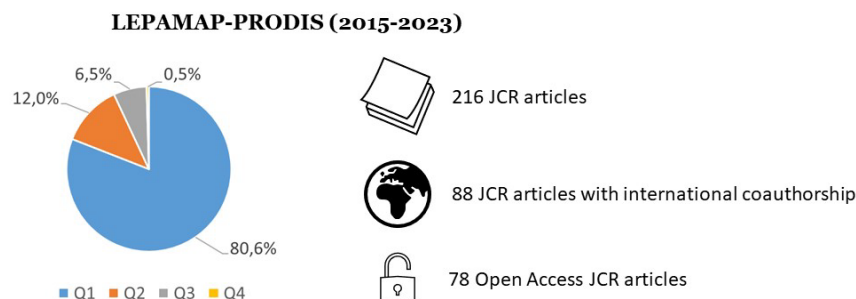 LEPAMAP-PRODIS (2015-2023)
6,5%
0,5%
12,0%
80,6%
Q1 Q2 Q3 Q4
216 JCR articles
88 JCR articles with international coauthorship
78 Open Access JCR articles